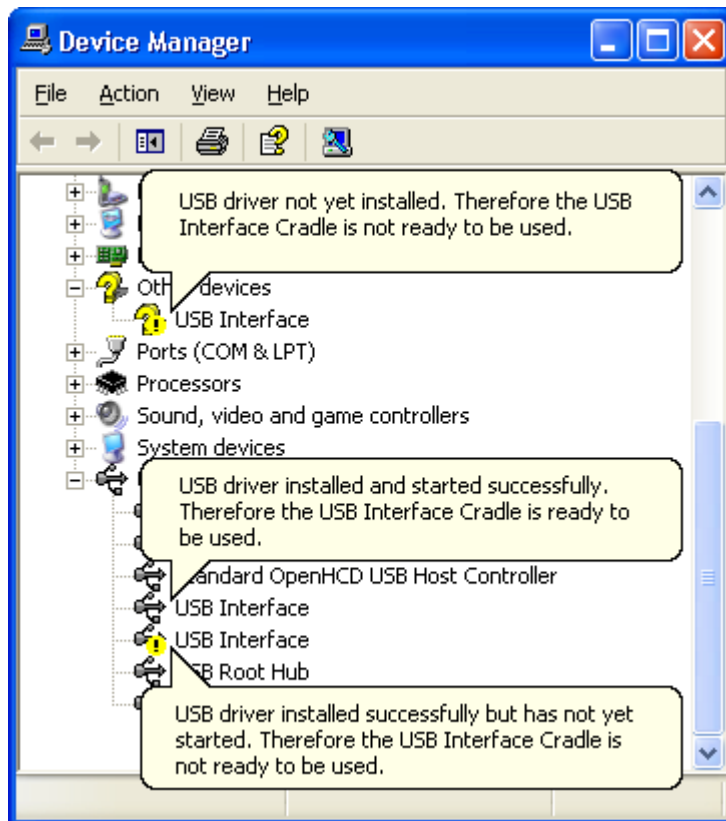 Device Manager
File Action View Help
USB driver not yet installed. Therefore the USB
Interface Cradle is not ready to be used.
Oth devices
USB Interface
Ports (COM & LPT)
Processors
Sound, video and game controllers
System devices
USB driver installed and started successfully.
Therefore the USB Interface Cradle is ready to
be used.
Standard OpenHCD USB Host Controller
USB Interface
USB Interface
USB Root Hub
USB driver installed successfully but has not yet
started. Therefore the USB Interface Cradle is
not ready to be used.